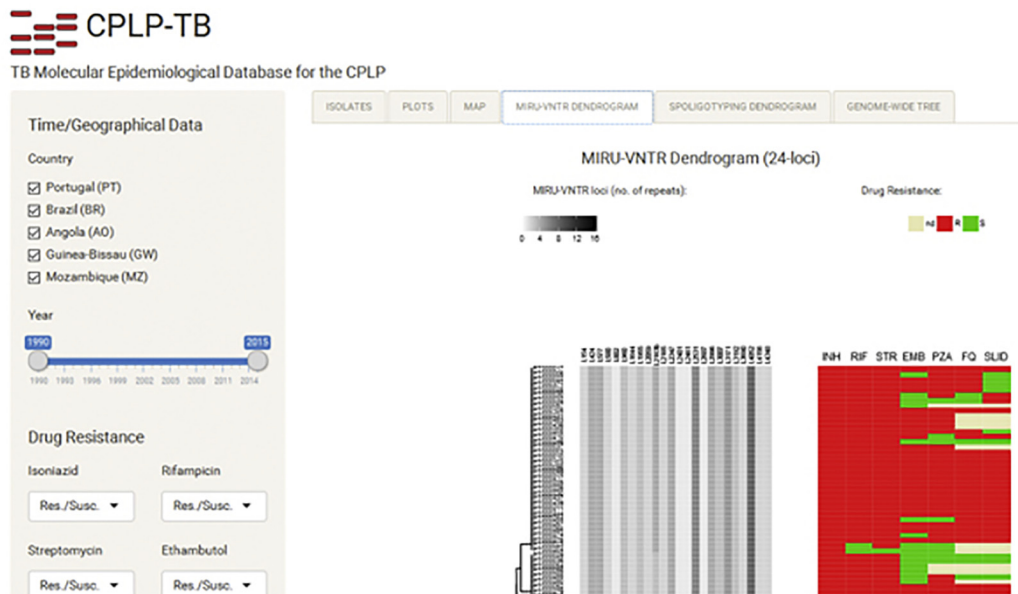 CPLP-TB
TB Molecular Epidemiological Database for the CPLP
ISOLATES PLOTS MAP MIRU-VNTR DENDROGRAM SPOLIGOTYPING DENDROGRAM GENOME-WIDE TREE
Time/Geographical Data
Country
Portugal (PT)
Brazil (BR)
Angola (AO)
Guinea-Bissau (GW)
Mozambique (MZ)
Year
1990 2015
1990 1993 1996 1999 2002 2005 2008 2011 2014
Drug Resistance
Isoniazid Rifampicin
Res./Susc. Res./Susc.
Streptomycin Ethambutol
Res./Susc. Res./Susc.
MIRU-VNTR Dendrogram (24-loci)
MIRU-VNTR loci (no. of repeats):
0 4 8 12 16
Drug Resistance:
nd R S
INH RIF STR EMB PZA FQ SLID